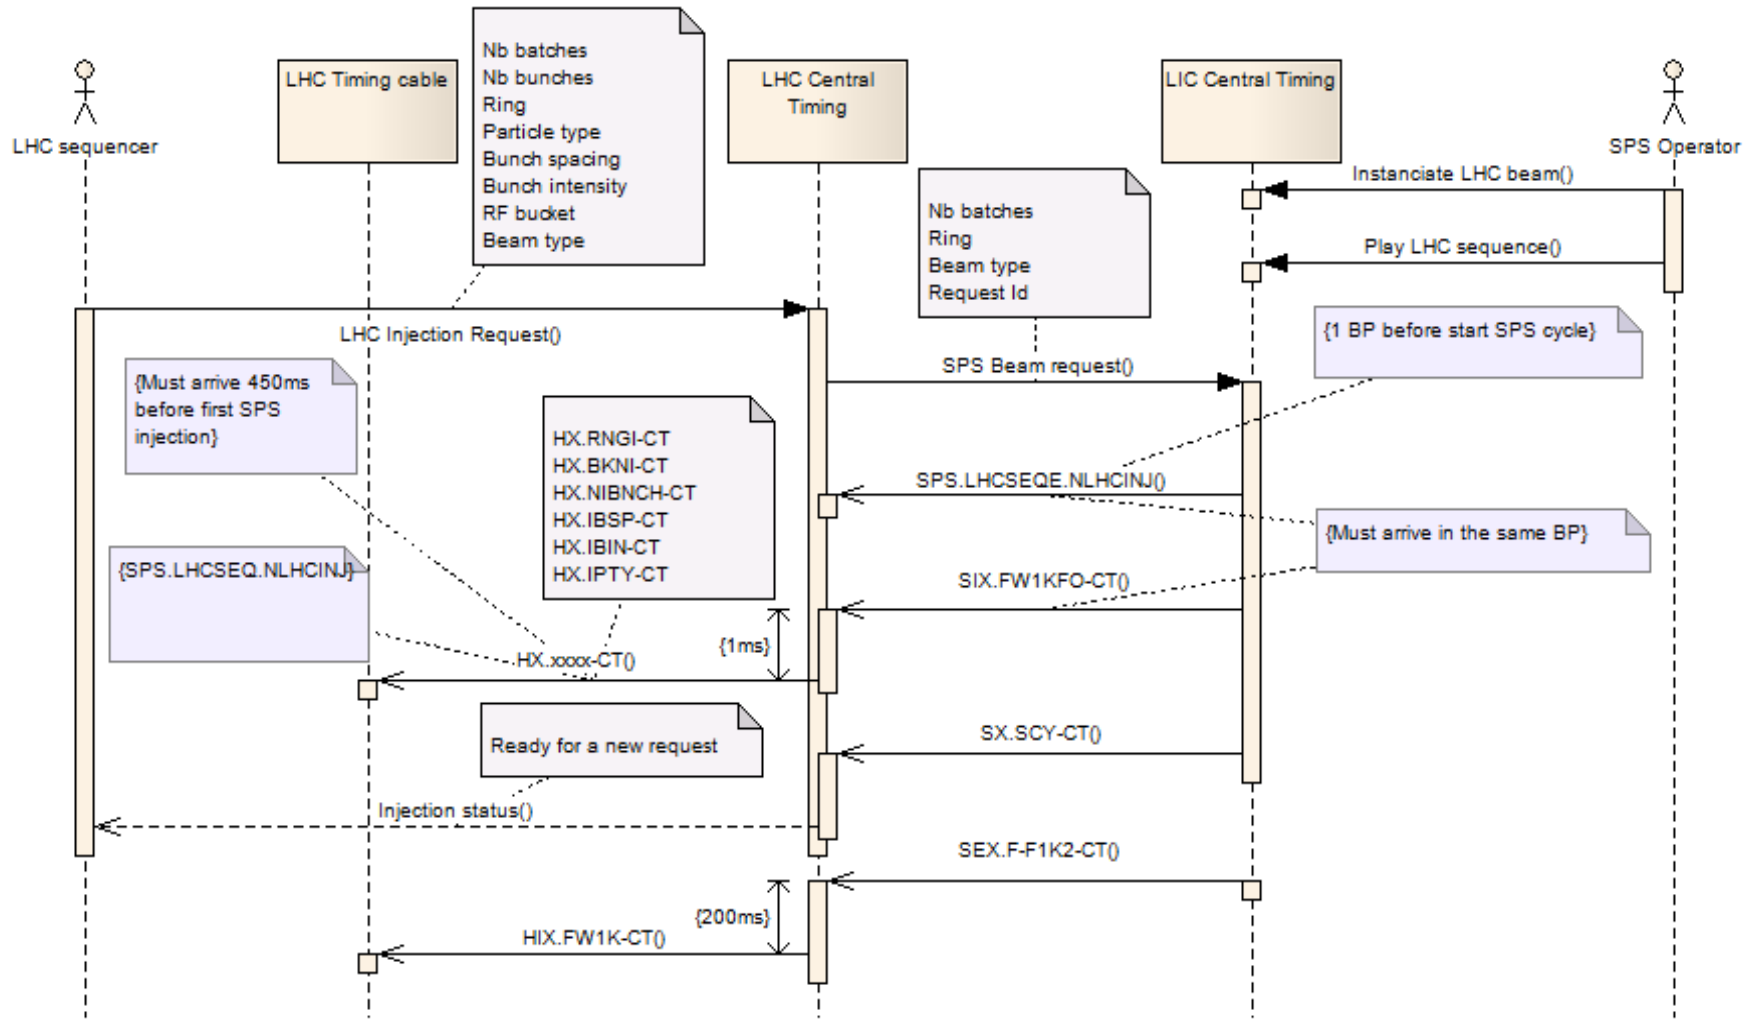 Nb batches
Nb bunches
Ring
Particle type
Bunch spacing
Bunch intensity
RF bucket
Beam type
LHC sequencer
LHC Timing cable
LHC Central
Timing
LIC Central Timing
SPS Operator
Instanciate LHC beam()
Nb batches
Ring
Beam type
Request Id
Play LHC sequence()
LHC Injection Request()
{1 BP before start SPS cycle}
SPS Beam request()
{Must arrive 450ms
before first SPS
injection}
HX.RNGI-CT
HX.BKNI-CT
HX.NIBNCH-CT
HX.IBSP-CT
HX.IBIN-CT
HX.IPTY-CT
SPS.LHCSEQE.NLHCINJ()
{Must arrive in the same BP}
{SPS.LHCSEQ.NLHCINJ}
SIX.FW1KFO-CT()
{1ms}
HX.xxxx-CT()
SX.SCY-CT()
Ready for a new request
Injection status()
SEX.F-F1K2-CT()
{200ms}
HIX.FW1K-CT()